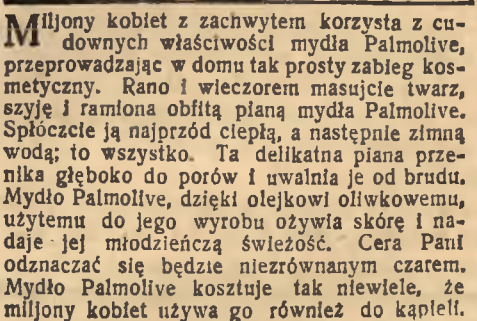 Miljony kobiet z zachwytem korzysta z cu-
downych właściwości mydła Palmolive,
przeprowadzając w domu tak prosty zabieg kos-
metyczny. Rano i wieczorem masujcie twarz,
szyję i ramiona obfitą pianą mydła Palmolive.
Spłóczcie ją najprzód ciepłą, a następnie zimną
wodą; to wszystko. Ta delikatna piana prze-
nika głęboko do porów i uwalnia je od brudu.
Mydło Palmolive, dzięki olejkowi oliwkowemu,
użytemu do jego wyrobu ożywia skórę i na-
daje jej młodzieńczą świeżość. Cera Pani
odznaczać się będzie niezrównanym czarem.
Mydło Palmolive kosztuje tak niewiele, że
miljony kobiet używa go również do kąpieli.